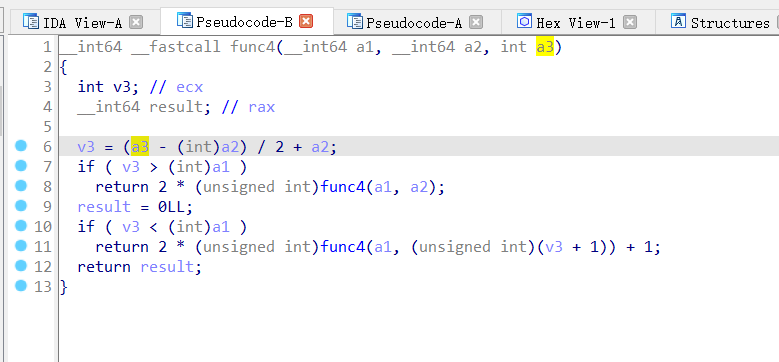 IDA View-A Pseudocode-B Pseudocode-A Hex View-1 Structures
1 __int64 __fastcall func4(__int64 a1, __int64 a2, int a3)
2 {
3   int v3; // ecx
4   __int64 result; // rax
5
6   v3 = (a3 - (int)a2) / 2 + a2;
7   if ( v3 > (int)a1 )
8     return 2 * (unsigned int)func4(a1, a2);
9   result = 0LL;
10   if ( v3 < (int)a1 )
11     return 2 * (unsigned int)func4(a1, (unsigned int)(v3 + 1)) + 1;
12   return result;
13 }